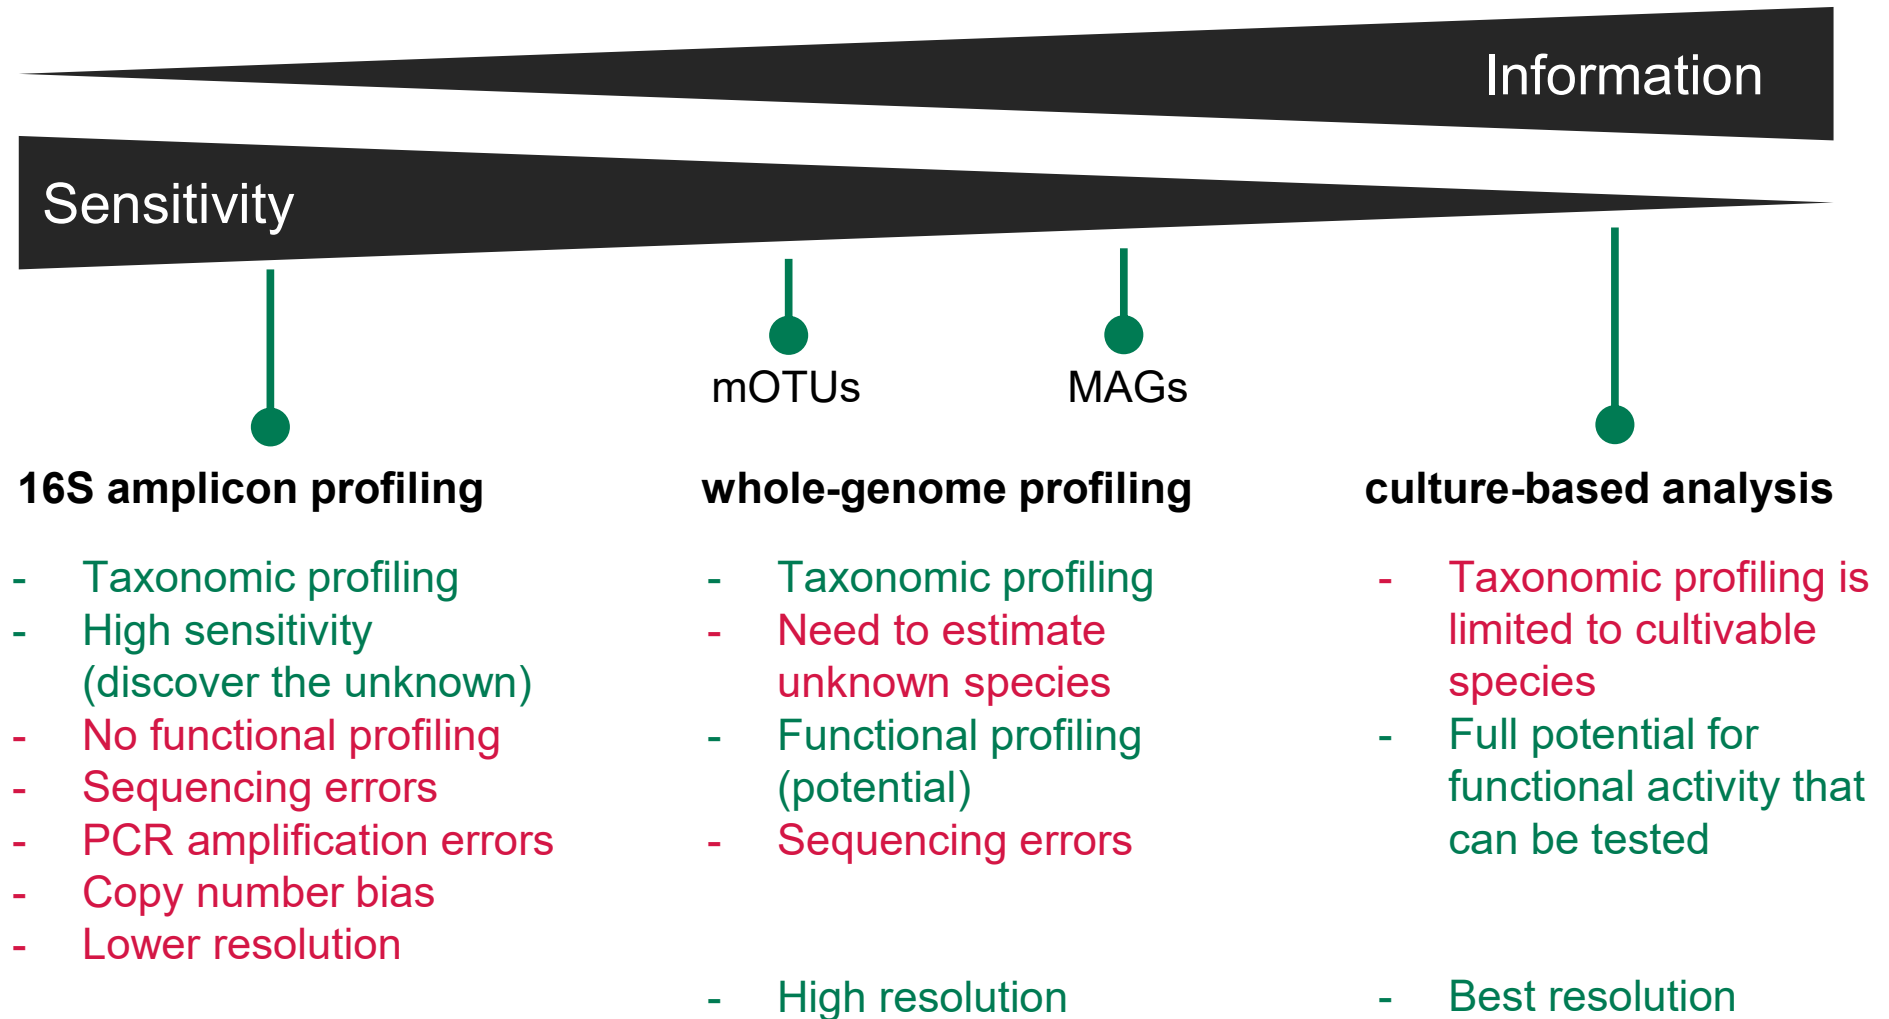 Information
Sensitivity
mOTUs
MAGs
16S amplicon profiling
- Taxonomic profiling
- High sensitivity
(discover the unknown)
- No functional profiling
- Sequencing errors
- PCR amplification errors
- Copy number bias
- Lower resolution
whole-genome profiling
- Taxonomic profiling
- Need to estimate
unknown species
- Functional profiling
(potential)
- Sequencing errors
- High resolution
culture-based analysis
- Taxonomic profiling is
limited to cultivable
species
- Full potential for
functional activity that
can be tested
- Best resolution